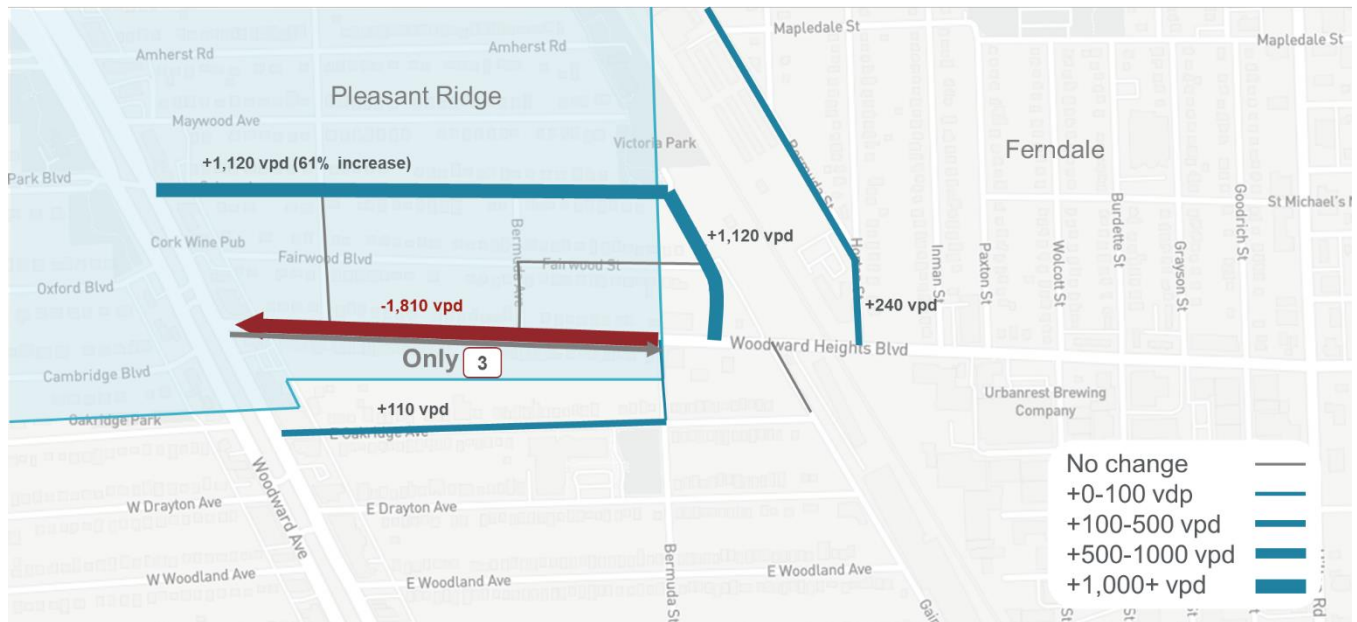 Mapledale St
Mapledale St
Amherst Rd
Amherst Rd
Pleasant Ridge
Maywood Ave
Victoria Park
Ferndale
+1,120 vpd (61% increase)
Park Blvd
Bermuda St
St Michael's
Burdette St
Goodrich St
Cork Wine Pub
Bermuda Ave
+1,120 vpd
Fairwood Blvd
Fairwood St
Inman St
Paxton St
Wolcott St
Grayson St
Oxford Blvd
-1,810 vpd
+240 vpd
Woodward Heights Blvd
Only 3
Cambridge Blvd
Urbanrest Brewing
Company
+110 vpd
Oakridge Park
E Oakridge Ave
No change
+0-100 vdp
+100-500 vpd
+500-1000 vpd
+1,000+ vpd
Woodward Ave
W Drayton Ave
E Drayton Ave
W Woodland Ave
E Woodland Ave
E Woodland Ave
Bermuda St
Rd